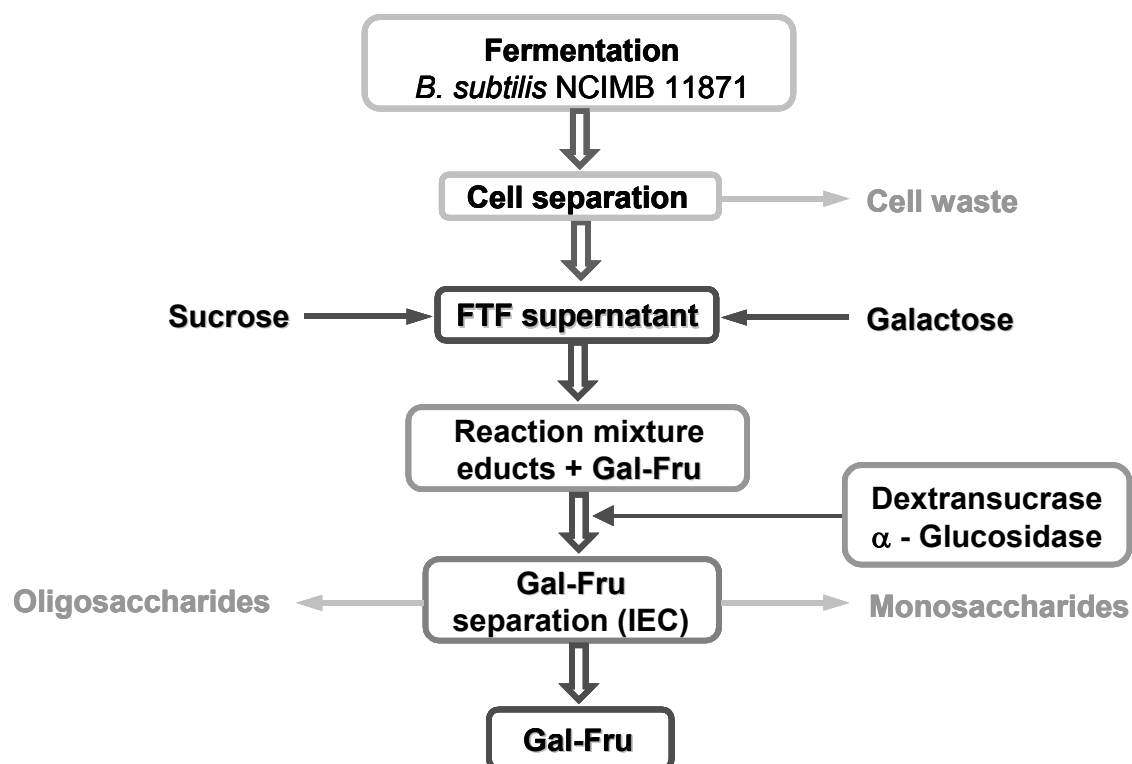 Fermentation
B. subtilis NCIMB 11871
Cell separation
Cell waste
Sucrose
FTF supernatant
Galactose
Reaction mixture
educts + Gal-Fru
Dextransucrase
α - Glucosidase
Oligosaccharides
Gal-Fru
separation (IEC)
Monosaccharides
Gal-Fru